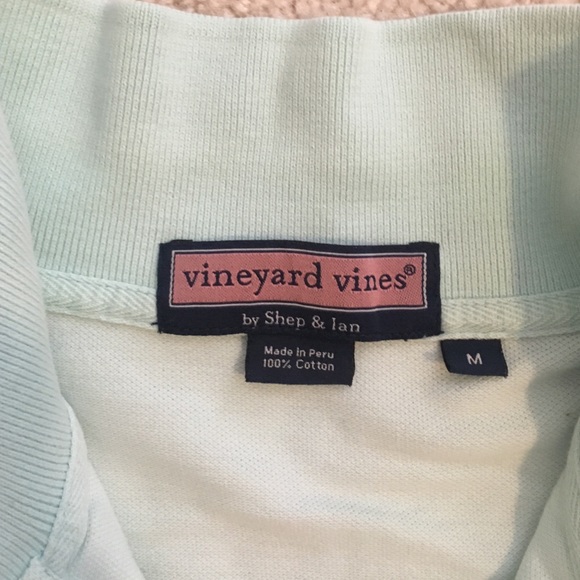 vineyard vines®
by Shep & Ian
Made in Peru
100% Cotton
M